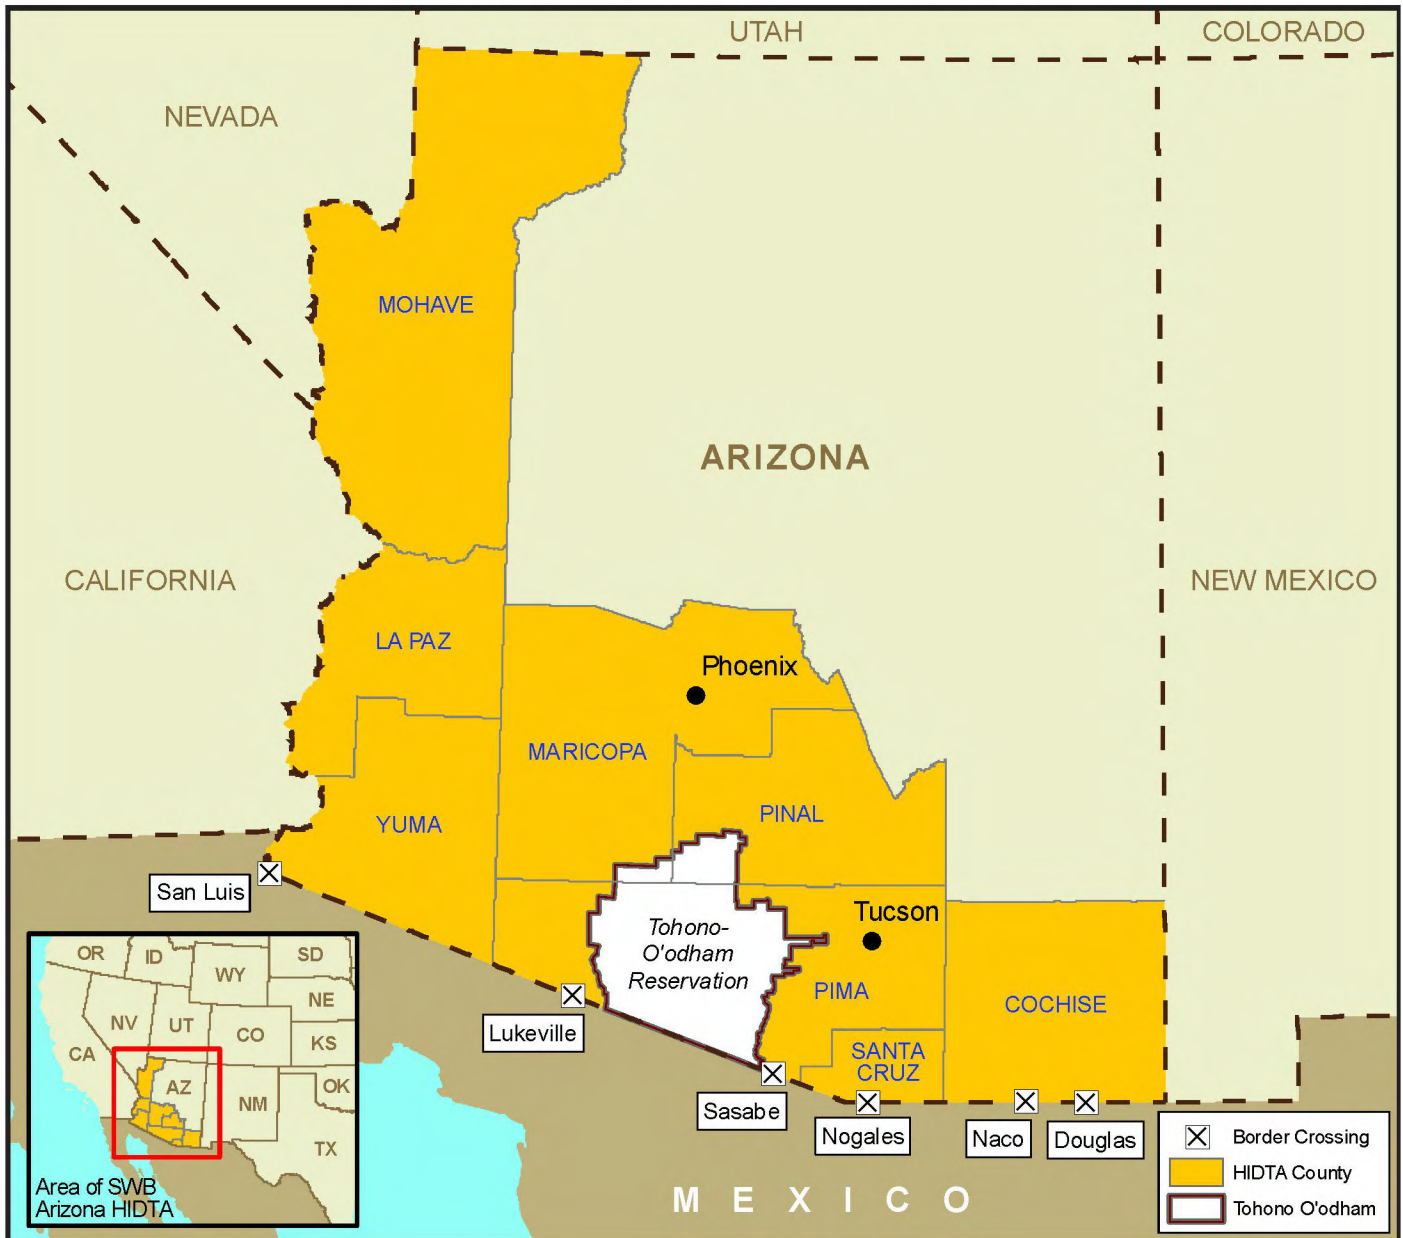 UTAH
COLORADO
NEVADA
MOHAVE
ARIZONA
CALIFORNIA
NEW MEXICO
LA PAZ
Phoenix
MARICOPA
PINAL
YUMA
San Luis
Tucson
Tohono-
O'odham
Reservation
PIMA
COCHISE
Lukeville
SANTA
CRUZ
Sasabe
Nogales
Naco
Douglas
MEXICO
OR
ID
SD
WY
NE
NV
UT
CO
KS
CA
AZ
OK
NM
TX
Area of SWB
Arizona HIDTA
Border Crossing
HIDTA County
Tohono O'odham